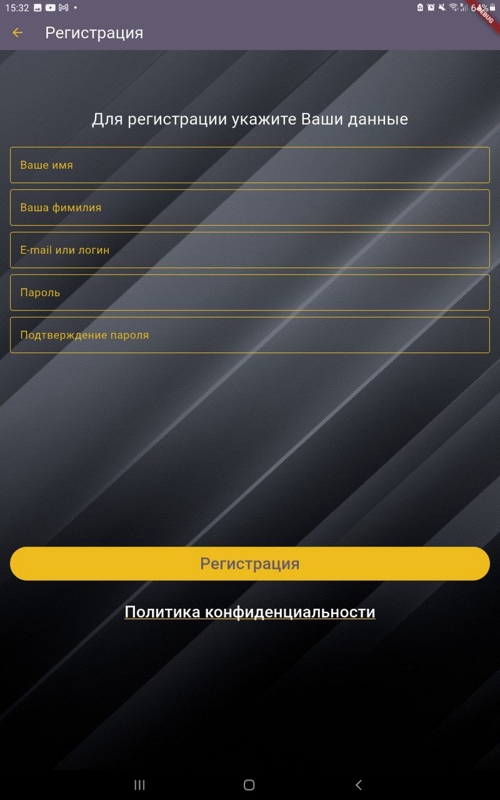 15:32
64%
DEBUG
Регистрация
Для регистрации укажите Ваши данные
Ваше имя
Ваша фимилия
E-mail или логин
Пароль
Подтверждение пароля
Регистрация
Политика конфиденциальности